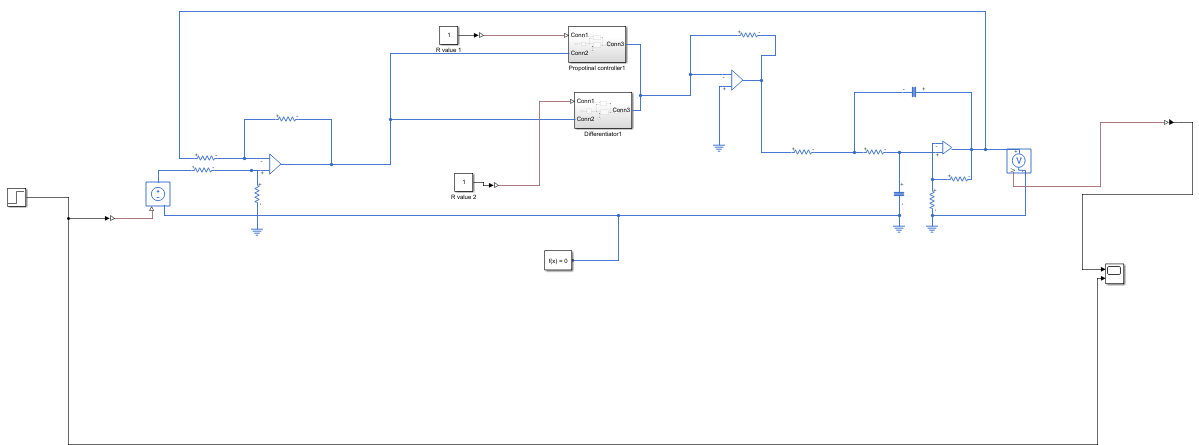 1
R value 1
Conn1
Conn2
Conn3
Propotinal controller1
Conn1
Conn2
Conn3
Differentiator1
1
R value 2
f(x) = 0
V